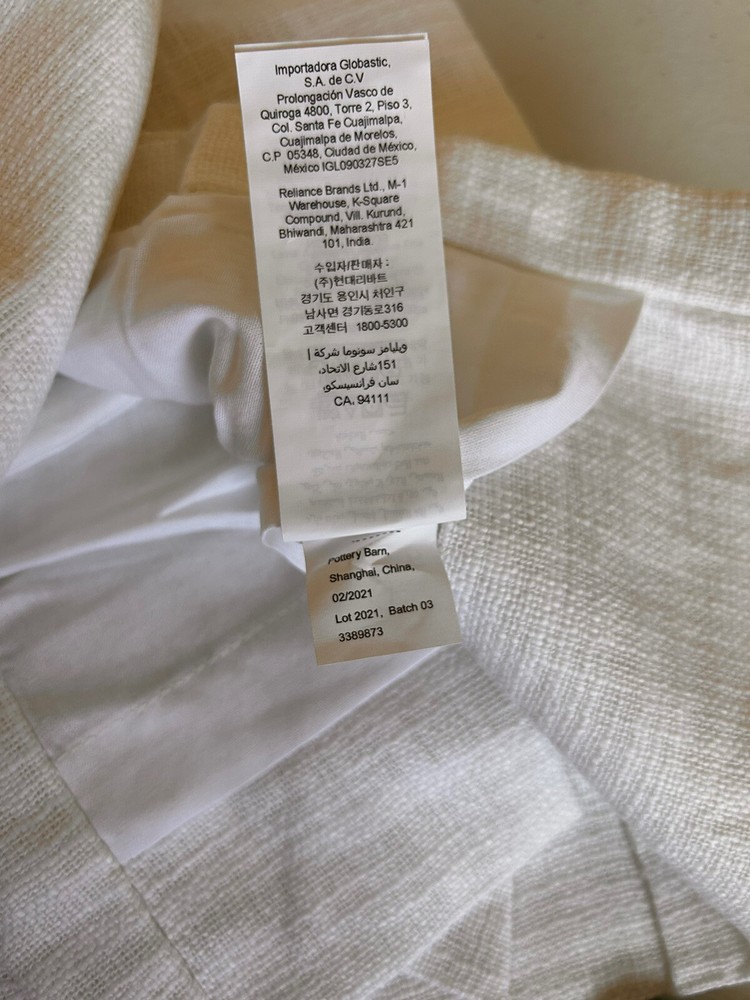 Importadora Globastic,
S.A. de C.V
Prolongación Vasco de
Quiroga 4800, Torre 2, Piso 3,
Col. Santa Fe Cuajimalpa,
Cuajimalpa de Morelos,
C.P 05348, Ciudad de México,
México IGL090327SE5
Reliance Brands Ltd., M-1
Warehouse, K-Square
Compound, Vill. Kurund,
Bhiwandi, Maharashtra 421
101, India.
수입자/판매자 :
(주)현대리바트
경기도 용인시 처인구
남사면 경기동로316
고객센터 1800-5300
ويليامز سونوما شركة |
151شارع الاتحاد،
سان فرانسيسكو،
CA، 94111
Pottery Barn,
Shanghai, China,
02/2021
Lot 2021, Batch 03
3389873